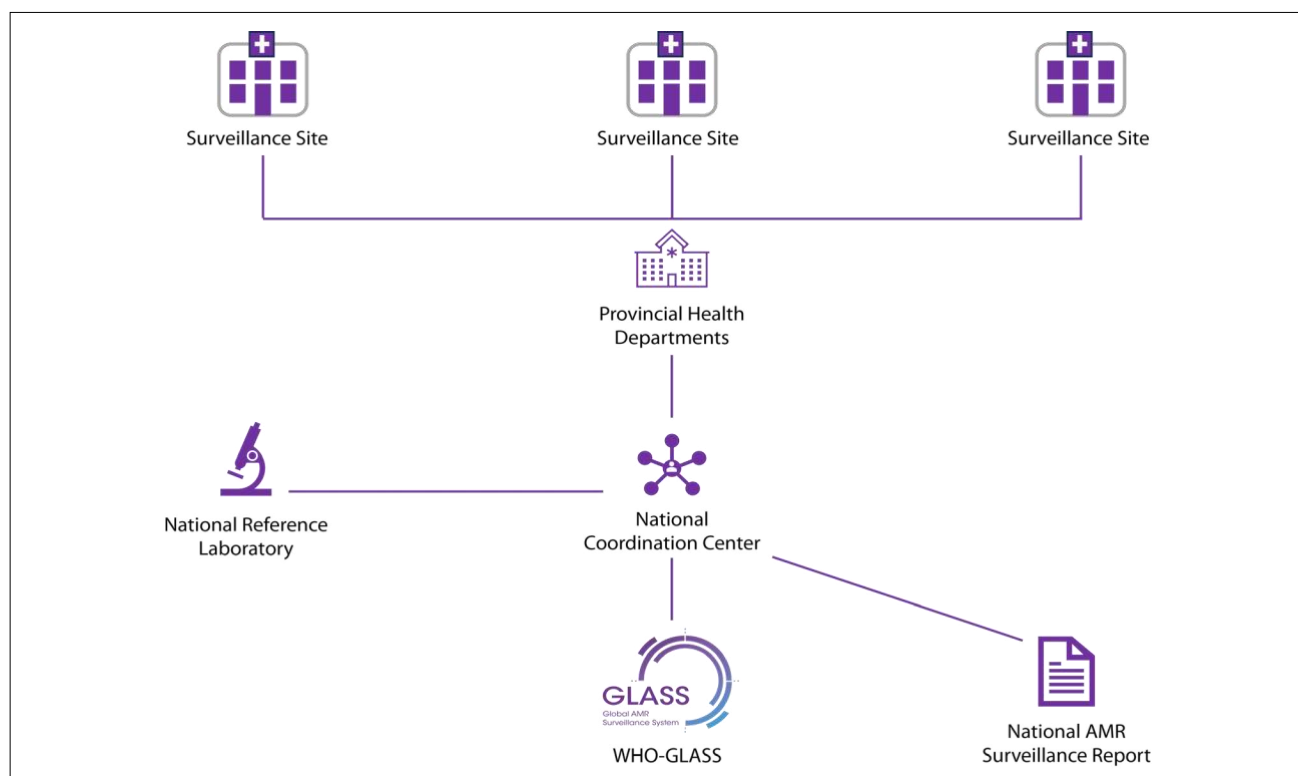 Surveillance Site
Surveillance Site
Surveillance Site
Provincial Health
Departments
National Reference
Laboratory
National
Coordination Center
GLASS
Global AMR
Surveillance System
WHO-GLASS
National AMR
Surveillance Report